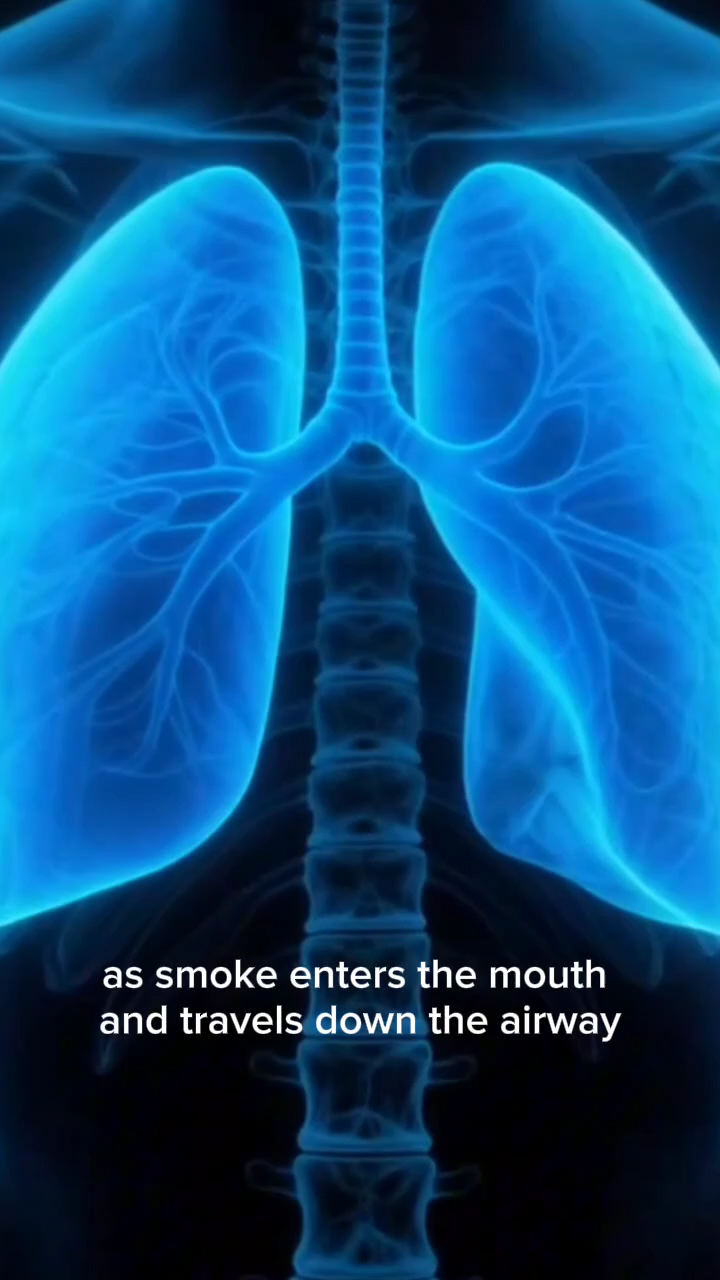 as smoke enters the mouth
and travels down the airway